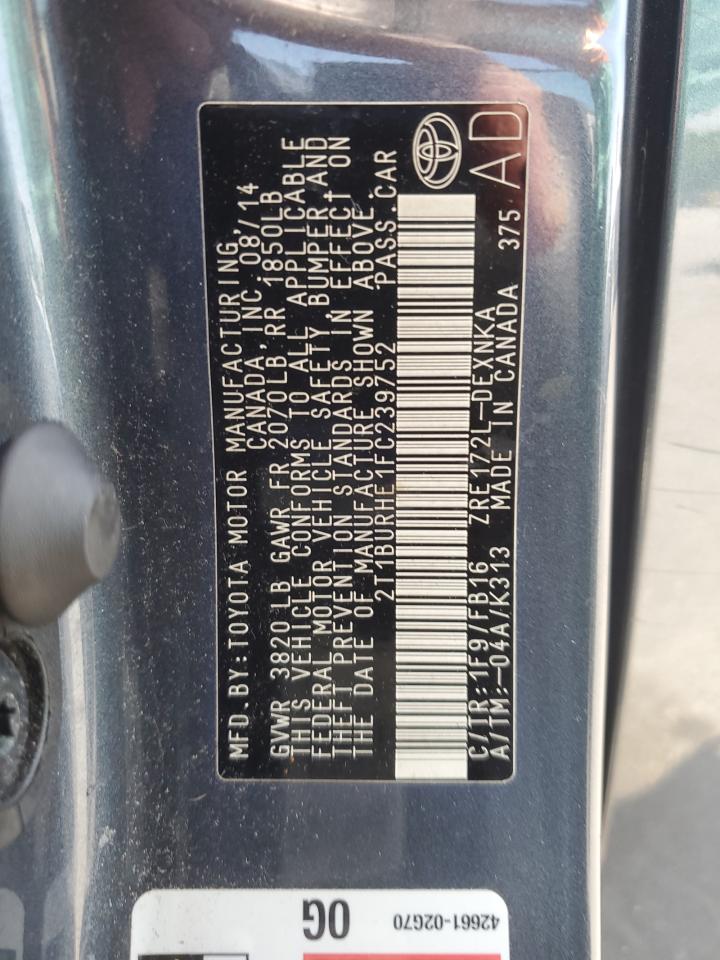 MFD.BY:TOYOTA MOTOR MANUFACTURING,
CANADA, INC. 08/14
GVWR 3820LB GAWR FR 2070LB, RR 1850LB
THIS VEHICLE CONFORMS TO ALL APPLICABLE
FEDERAL MOTOR VEHICLE SAFETY,BUMPER,AND
THEFT PREVENTION STANDARDS IN EFFECT ON
THE DATE OF MANUFACTURE SHOWN ABOVE.
2T1BURHE1FC239752 PASS.CAR
C/TR:1F9/FB16 ZRE172L-DEXNKA
A/TM:-04A/K313 MADE IN CANADA 375
AD
0G
42661-02G70